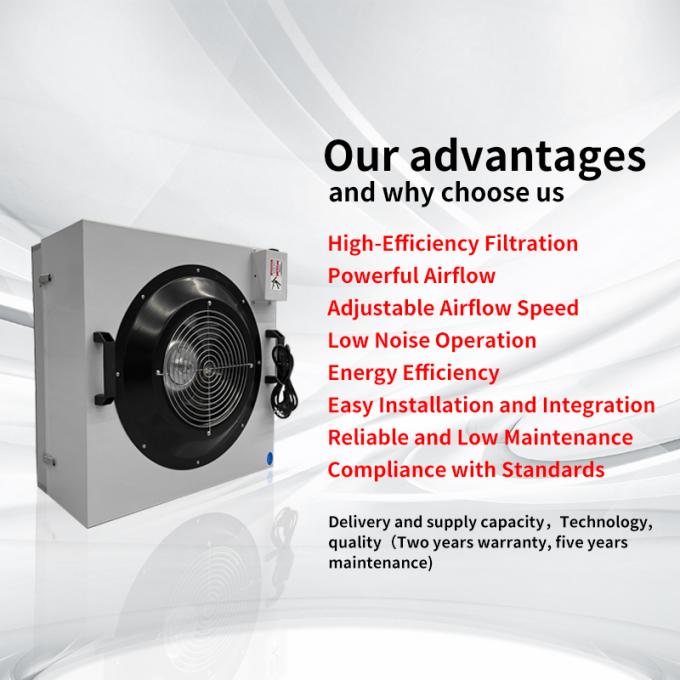 Our advantages
and why choose us
High-Efficiency Filtration
Powerful Airflow
Adjustable Airflow Speed
Low Noise Operation
Energy Efficiency
Easy Installation and Integration
Reliable and Low Maintenance
Compliance with Standards
Delivery and supply capacity，Technology,
quality（Two years warranty, five years
maintenance)